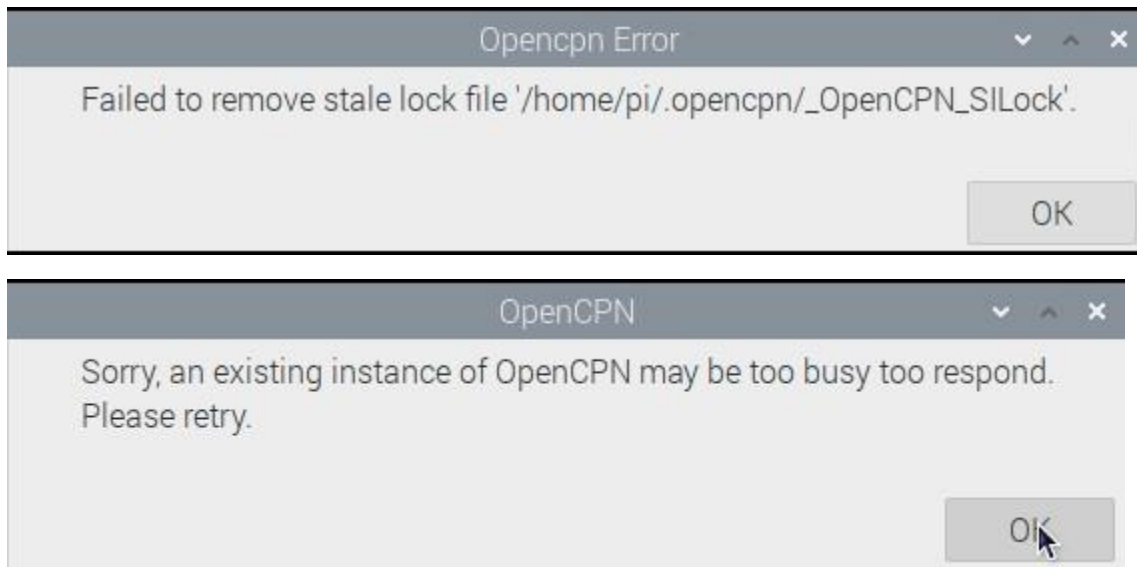 Opencpn Error
Failed to remove stale lock file '/home/pi/.opencpn/_OpenCPN_SILock'.
OK
OpenCPN
Sorry, an existing instance of OpenCPN may be too busy too respond.
Please retry.
OK